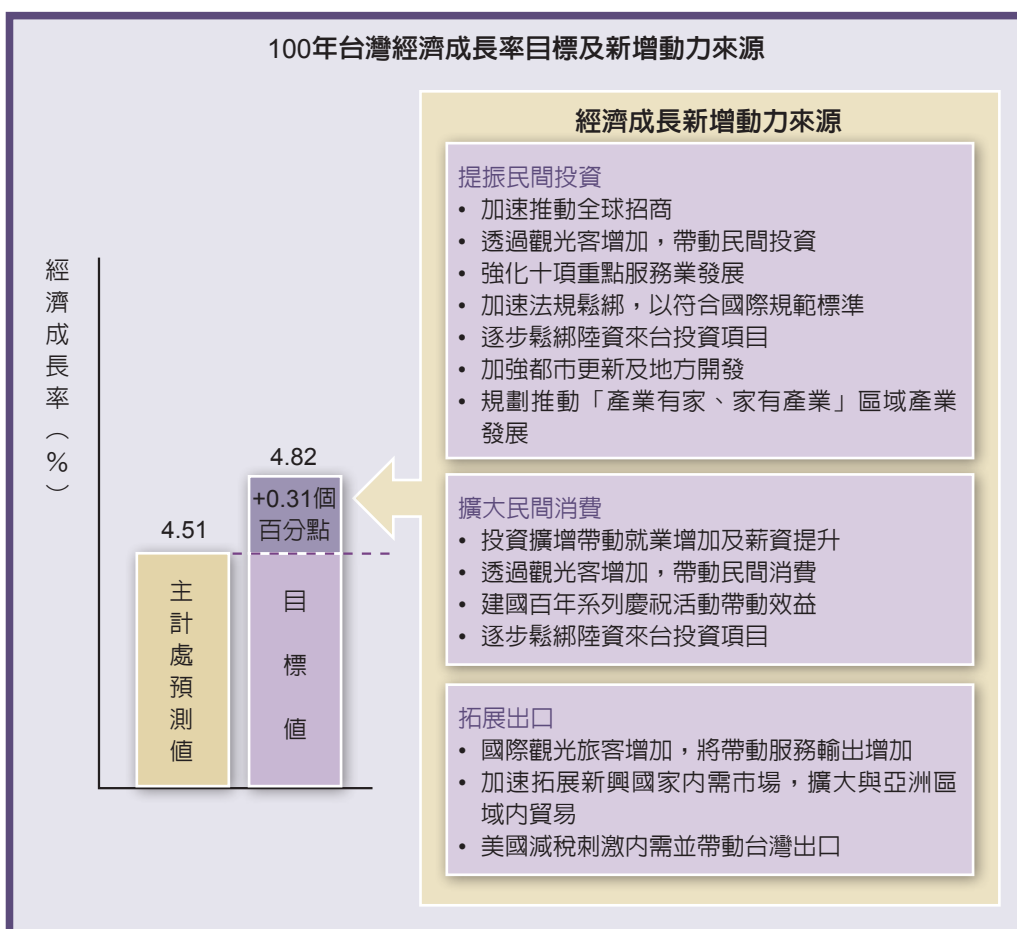 100年台灣經濟成長率目標及新增動力來源
經濟成長率（%）
4.51
主計處預測值
4.82
+0.31個
百分點
目標值
經濟成長新增動力來源
提振民間投資
• 加速推動全球招商
• 透過觀光客增加，帶動民間投資
• 強化十項重點服務業發展
• 加速法規鬆綁，以符合國際規範標準
• 逐步鬆綁陸資來台投資項目
• 加強都市更新及地方開發
• 規劃推動「產業有家、家有產業」區域產業
發展
擴大民間消費
• 投資擴增帶動就業增加及薪資提升
• 透過觀光客增加，帶動民間消費
• 建國百年系列慶祝活動帶動效益
• 逐步鬆綁陸資來台投資項目
拓展出口
• 國際觀光旅客增加，將帶動服務輸出增加
• 加速拓展新興國家內需市場，擴大與亞洲區
域內貿易
• 美國減稅刺激內需並帶動台灣出口